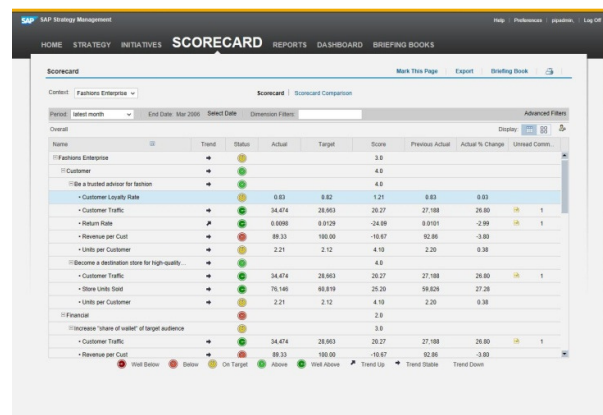 SAP SAP Strategy Management Help Preferences pipadmin, Log Off
HOME STRATEGY INITIATIVES SCORECARD REPORTS DASHBOARD BRIEFING BOOKS
Scorecard Mark This Page Export Briefing Book
Context: Fashions Enterprise Scorecard Scorecard Comparison
Period: latest month End Date: Mar 2006 Select Date Dimension Filters: Advanced Filters
Overall Display:
Name Trend Status Actual Target Score Previous Actual Actual % Change Unread Comm...
Fashions Enterprise 3.0
Customer 4.0
Be a trusted advisor for fashion 4.0
• Customer Loyalty Rate 0.83 0.82 1.21 0.83 0.03
• Customer Traffic 34,474 28,663 20.27 27,188 26.80 1
• Return Rate 0.0098 0.0129 -24.09 0.0101 -2.99 1
• Revenue per Cust 89.33 100.00 -10.67 92.86 -3.80
• Units per Customer 2.21 2.12 4.10 2.20 0.38
Become a destination store for high-quality... 4.0
• Customer Traffic 34,474 28,663 20.27 27,188 26.80 1
• Store Units Sold 76,146 60,819 25.20 59,826 27.28
• Units per Customer 2.21 2.12 4.10 2.20 0.38
Financial 2.0
Increase "share of wallet" of target audience 3.0
• Customer Traffic 34,474 28,663 20.27 27,188 26.80 1
• Revenue per Cust 89.33 100.00 -10.67 92.86 -3.80
Well Below Below On Target Above Well Above Trend Up Trend Stable Trend Down